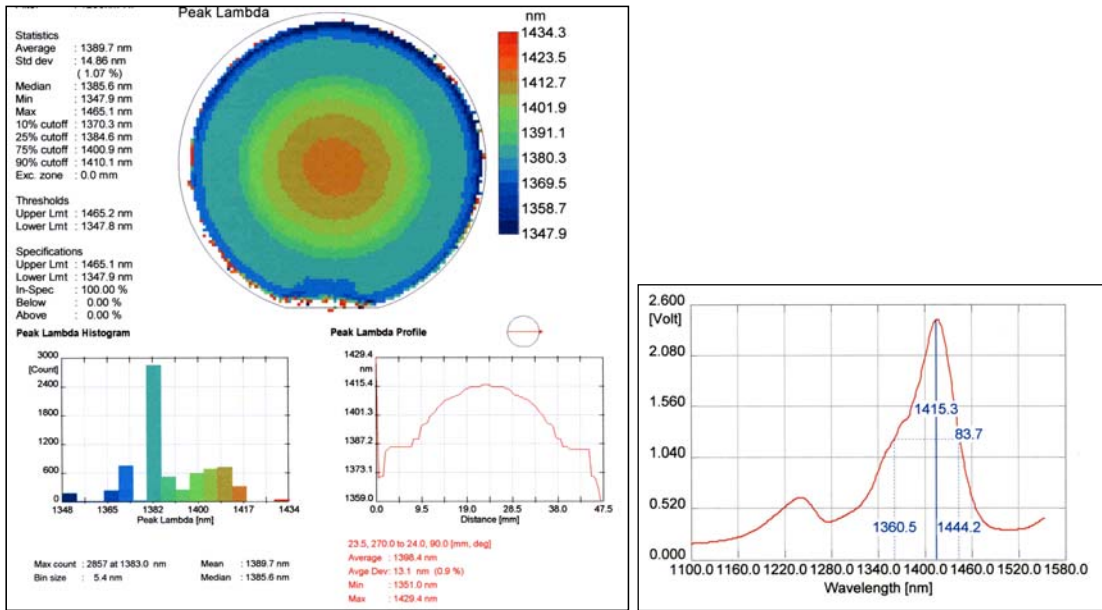 Peak Lambda
Statistics
Average : 1389.7 nm
Std dev : 14.86 nm
( 1.07 %)
Median : 1385.6 nm
Min : 1347.9 nm
Max : 1465.1 nm
10% cutoff : 1370.3 nm
25% cutoff : 1384.6 nm
75% cutoff : 1400.9 nm
90% cutoff : 1410.1 nm
Exc. zone : 0.0 mm
Thresholds
Upper Lmt : 1465.2 nm
Lower Lmt : 1347.8 nm
Specifications
Upper Lmt : 1465.1 nm
Lower Lmt : 1347.9 nm
In-Spec : 100.00 %
Below : 0.00 %
Above : 0.00 %
nm
1434.3
1423.5
1412.7
1401.9
1391.1
1380.3
1369.5
1358.7
1347.9
Peak Lambda Histogram
3000
[Count]
2400
1800
1200
600
0
1348 1365 1382 1400 1417 1434
Peak Lambda [nm]
Max count : 2857 at 1383.0 nm Mean : 1389.7 nm
Bin size : 5.4 nm Median : 1385.6 nm
Peak Lambda Profile
1429.4
nm
1415.4
1401.3
1387.2
1373.1
1359.0
0.0 9.5 19.0 28.5 38.0 47.5
Distance [mm]
23.5, 270.0 to 24.0, 90.0 [mm, deg]
Average : 1398.4 nm
Avge Dev: 13.1 nm (0.9 %)
Min : 1351.0 nm
Max : 1429.4 nm
2.600
[Volt]
2.080
1.560
1.040
0.520
0.000
1415.3
83.7
1360.5
1444.2
1100.0 1160.0 1220.0 1280.0 1340.0 1400.0 1460.0 1520.0 1580.0
Wavelength [nm]